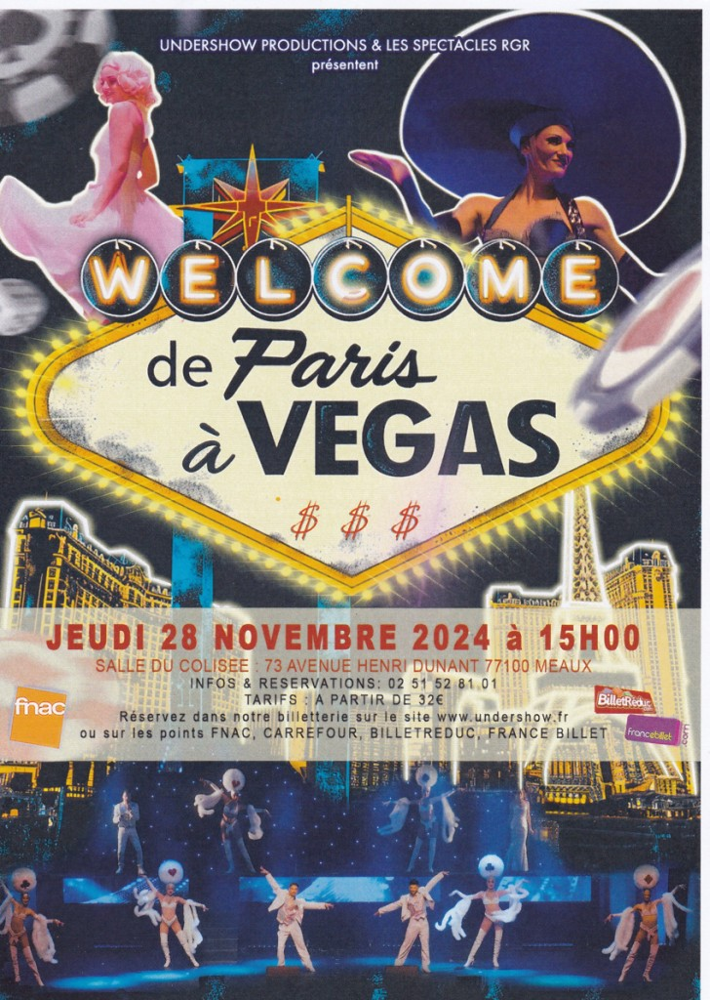 UNDERSHOW PRODUCTIONS & LES SPECTACLES RGR
présentent
WELCOME
de Paris
à VEGAS
$ $ $
JEUDI 28 NOVEMBRE 2024 à 15H00
SALLE DU COLISEE : 73 AVENUE HENRI DUNANT 77100 MEAUX
INFOS & RESERVATIONS: 02 51 52 81 01
TARIFS : A PARTIR DE 32€
Réservez dans notre billetterie sur le site www.undershow.fr
ou sur les points FNAC, CARREFOUR, BILLETREDUC, FRANCE BILLET
fnac
BilletReduc
.com
francebillet
.com